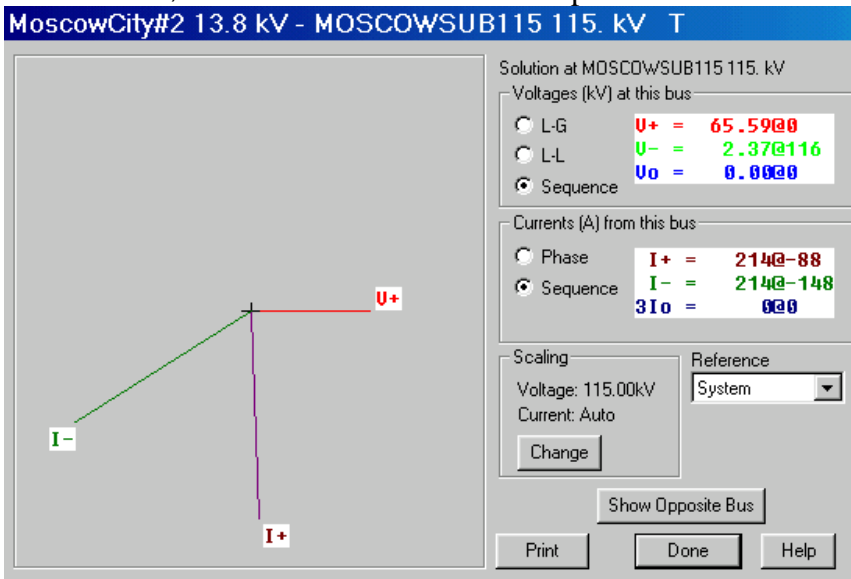 MoscowCity#2 13.8 kV - MOSCOWSUB115 115. kV T
Solution at MOSCOWSUB115 115. kV
Voltages (kV) at this bus
L-G
L-L
Sequence
V+ = 65.59@0
V- = 2.37@116
Vo = 0.00@0
Currents (A) from this bus
Phase
Sequence
I+ = 214@-88
I- = 214@-148
3Io = 0@0
V+
I-
I+
Scaling
Voltage: 115.00kV
Current: Auto
Change
Reference
System
Show Opposite Bus
Print
Done
Help